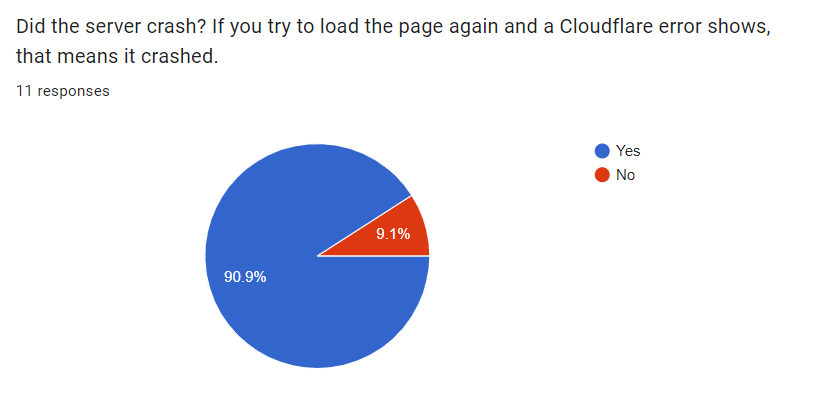 Did the server crash? If you try to load the page again and a Cloudflare error shows,
that means it crashed.
11 responses
Yes
No
9.1%
90.9%